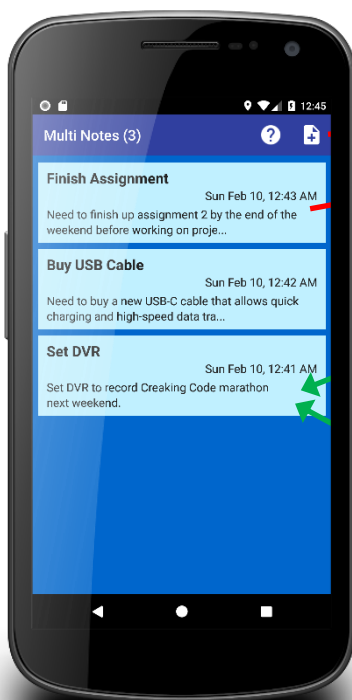 12:45
Multi Notes (3)
Finish Assignment
Sun Feb 10, 12:43 AM
Need to finish up assignment 2 by the end of the
weekend before working on proje...
Buy USB Cable
Sun Feb 10, 12:42 AM
Need to buy a new USB-C cable that allows quick
charging and high-speed data tra...
Set DVR
Sun Feb 10, 12:41 AM
Set DVR to record Creaking Code marathon
next weekend.